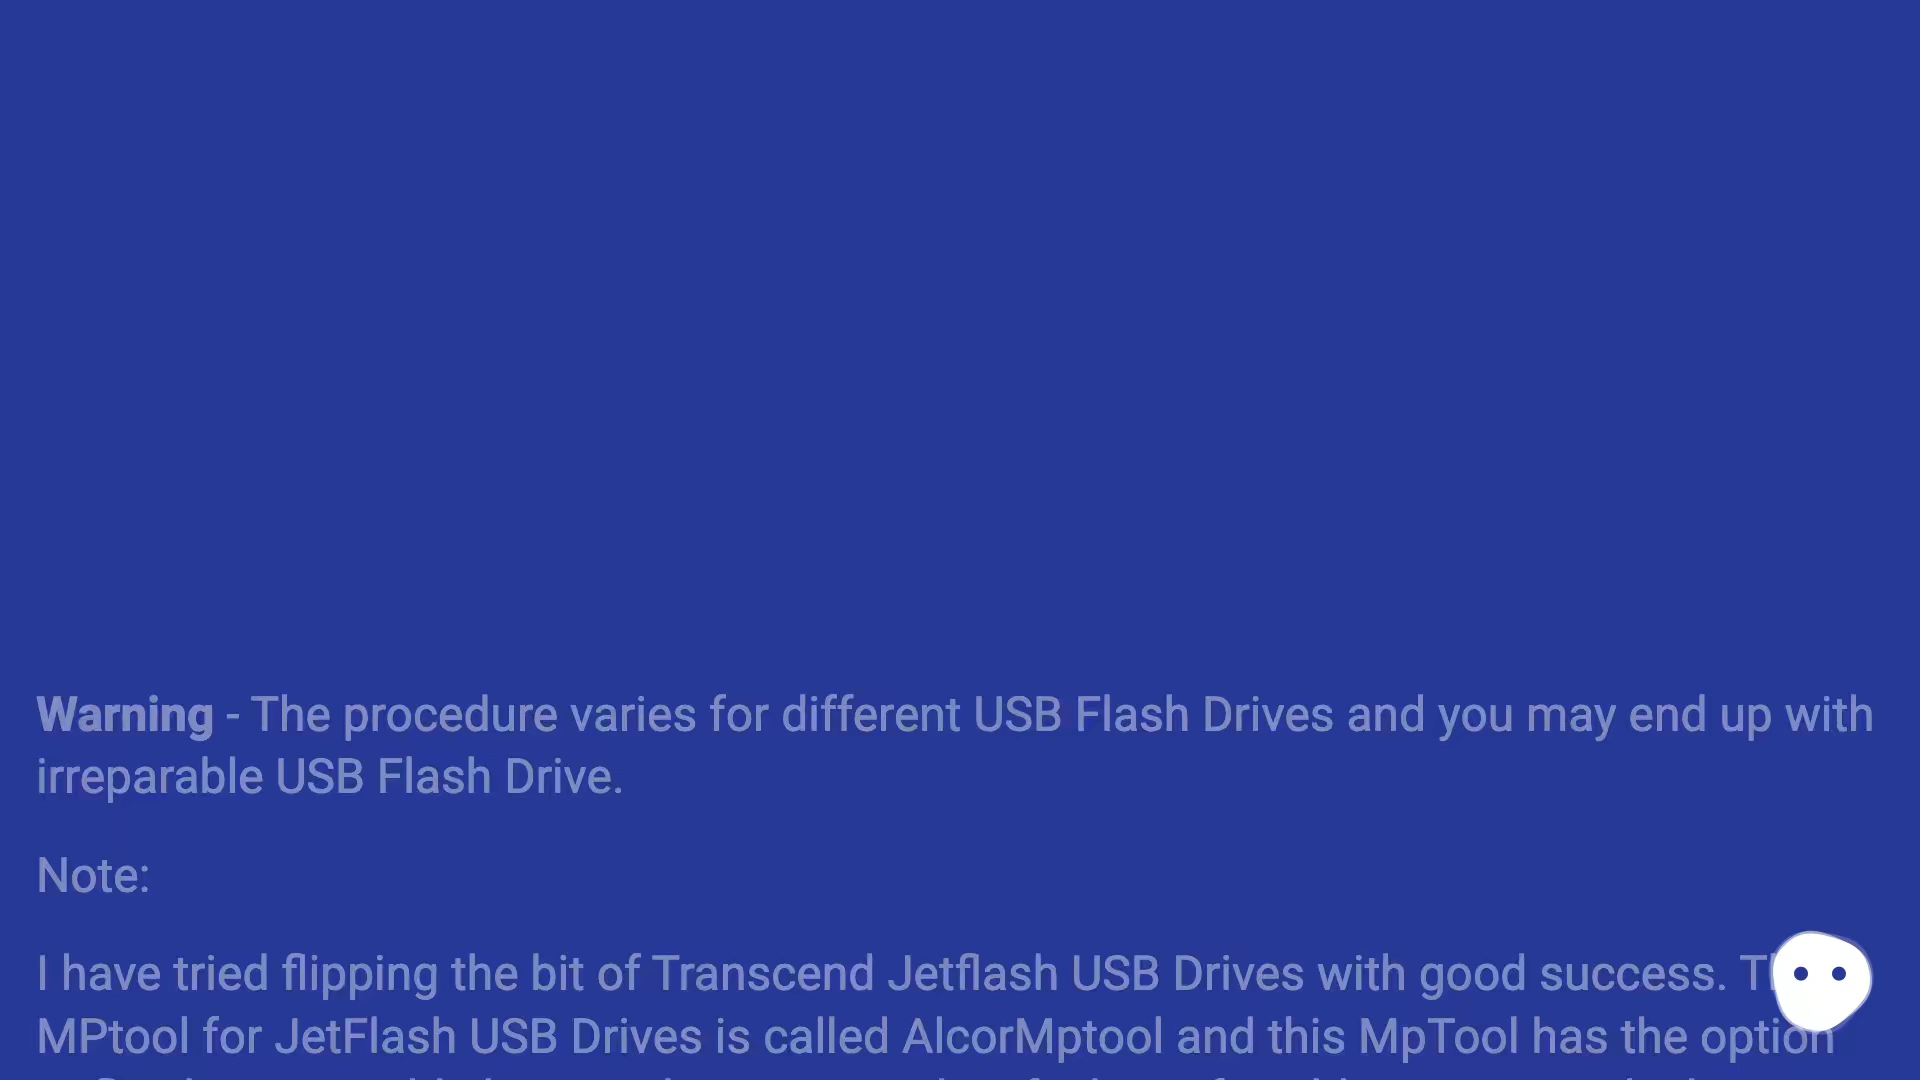 Warning - The procedure varies for different USB Flash Drives and you may end up with
irreparable USB Flash Drive.
Note:
I have tried flipping the bit of Transcend Jetflash USB Drives with good success.
MPtool for JetFlash USB Drives is called AlcorMptool and this MpTool has the option